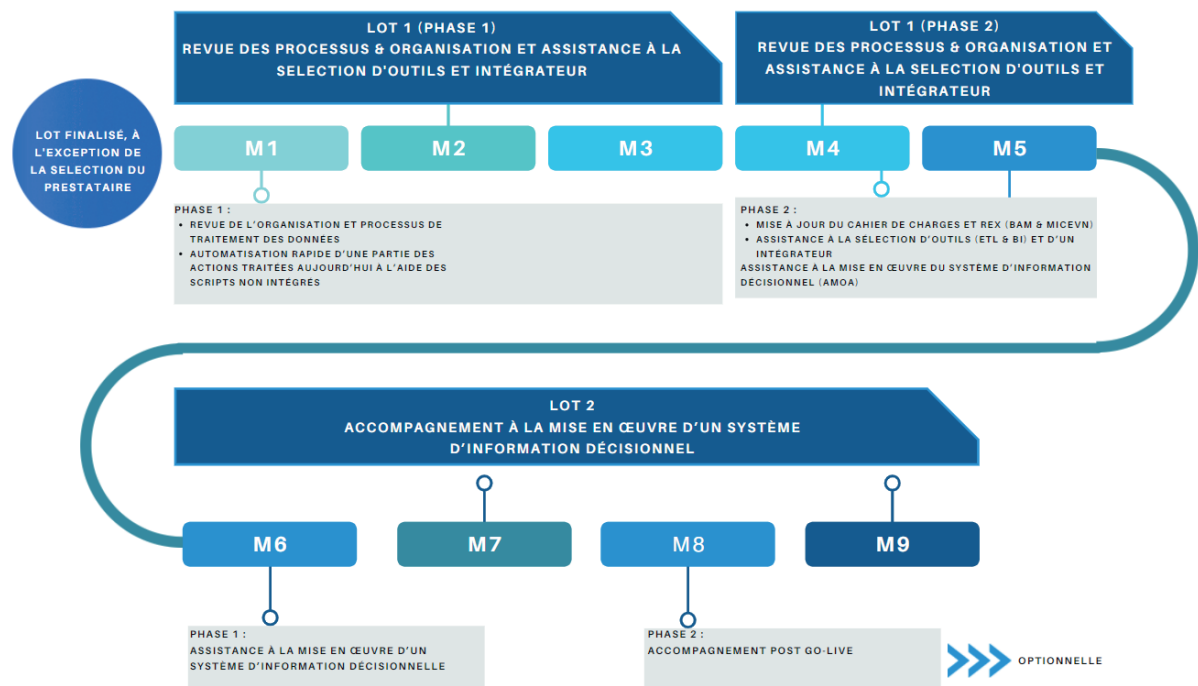 LOT 1 (PHASE 1)
REVUE DES PROCESSUS & ORGANISATION ET ASSISTANCE À LA
SELECTION D'OUTILS ET INTÉGRATEUR
LOT 1 (PHASE 2)
REVUE DES PROCESSUS & ORGANISATION ET
ASSISTANCE À LA SELECTION D'OUTILS ET
INTÉGRATEUR
LOT FINALISÉ, À
L'EXCEPTION DE
LA SELECTION DU
PRESTATAIRE
M1
M2
M3
M4
M5
PHASE 1 :
• REVUE DE L'ORGANISATION ET PROCESSUS DE
TRAITEMENT DES DONNÉES
• AUTOMATISATION RAPIDE D'UNE PARTIE DES
ACTIONS TRAITÉES AUJOURD'HUI À L'AIDE DES
SCRIPTS NON INTÉGRÉS
PHASE 2 :
• MISE À JOUR DU CAHIER DE CHARGES ET REX (BAM & MICEVN)
• ASSISTANCE À LA SÉLECTION D'OUTILS (ETL & BI) ET D'UN
INTÉGRATEUR
ASSISTANCE À LA MISE EN ŒUVRE DU SYSTÈME D'INFORMATION
DÉCISIONNEL (AMOA)
LOT 2
ACCOMPAGNEMENT À LA MISE EN ŒUVRE D'UN SYSTÈME
D'INFORMATION DÉCISIONNEL
M6
M7
M8
M9
PHASE 1 :
ASSISTANCE À LA MISE EN ŒUVRE D'UN
SYSTÈME D'INFORMATION DÉCISIONNELLE
PHASE 2 :
ACCOMPAGNEMENT POST GO-LIVE
OPTIONNELLE